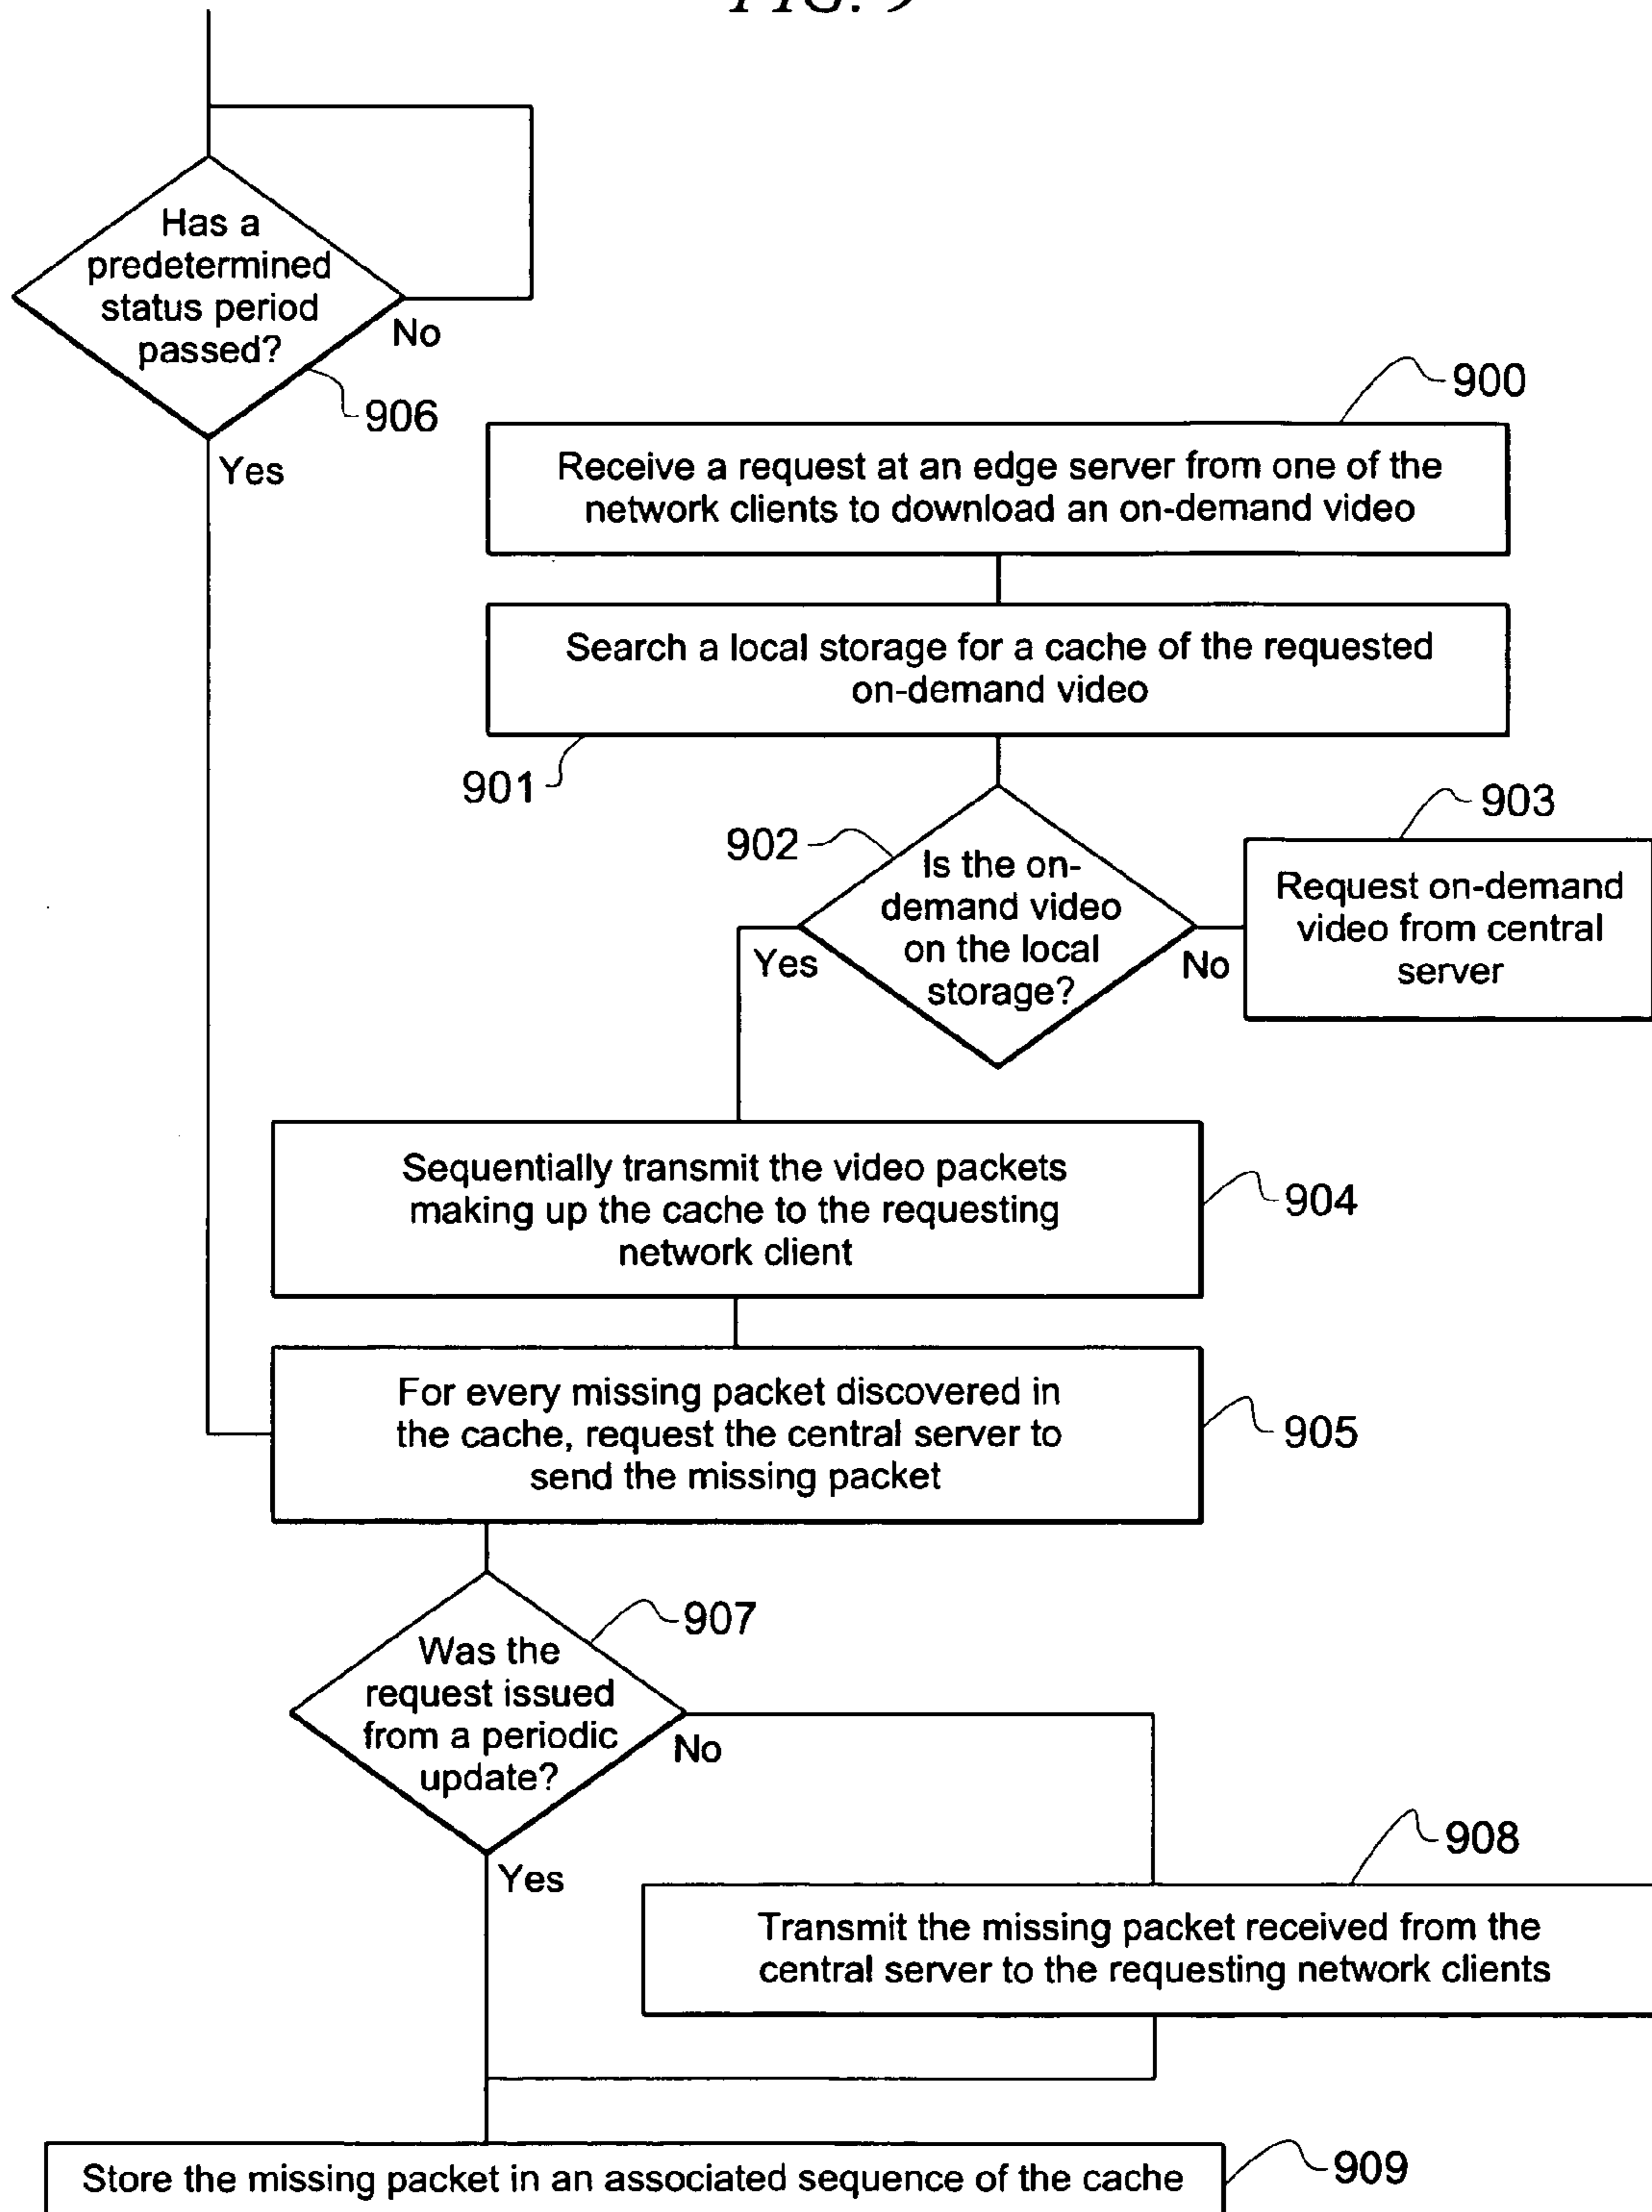 FIG. 9
Has a
predetermined
status period
passed?
No
906
Yes
900
Receive a request at an edge server from one of the
network clients to download an on-demand video
Search a local storage for a cache of the requested
on-demand video
901
902
Is the on-
demand video
on the local
storage?
Yes
No
903
Request on-demand
video from central
server
Sequentially transmit the video packets
making up the cache to the requesting
network client
904
For every missing packet discovered in
the cache, request the central server to
send the missing packet
905
907
Was the
request issued
from a periodic
update?
No
Yes
908
Transmit the missing packet received from the
central server to the requesting network clients
Store the missing packet in an associated sequence of the cache
909